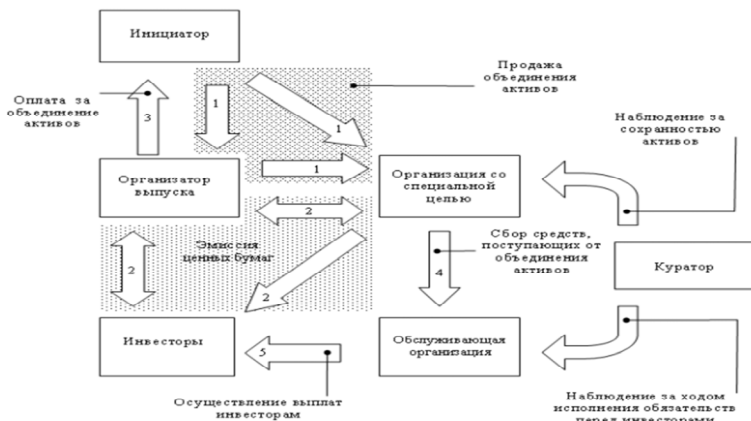 Инициатор
Продажа
объединения
активов
Оплата за
объединение
активов
3
1
1
Наблюдение за
сохранностью
активов
Организатор
выпуска
1
Организация со
специальной
целью
2
Эмиссия
ценных бумаг
Сбор средств,
поступающих от
объединения
активов
2
2
4
Куратор
Инвесторы
5
Обслуживающая
организация
Осуществление выплат
инвесторам
Наблюдение за ходом
исполнения обязательств
перед инвесторами